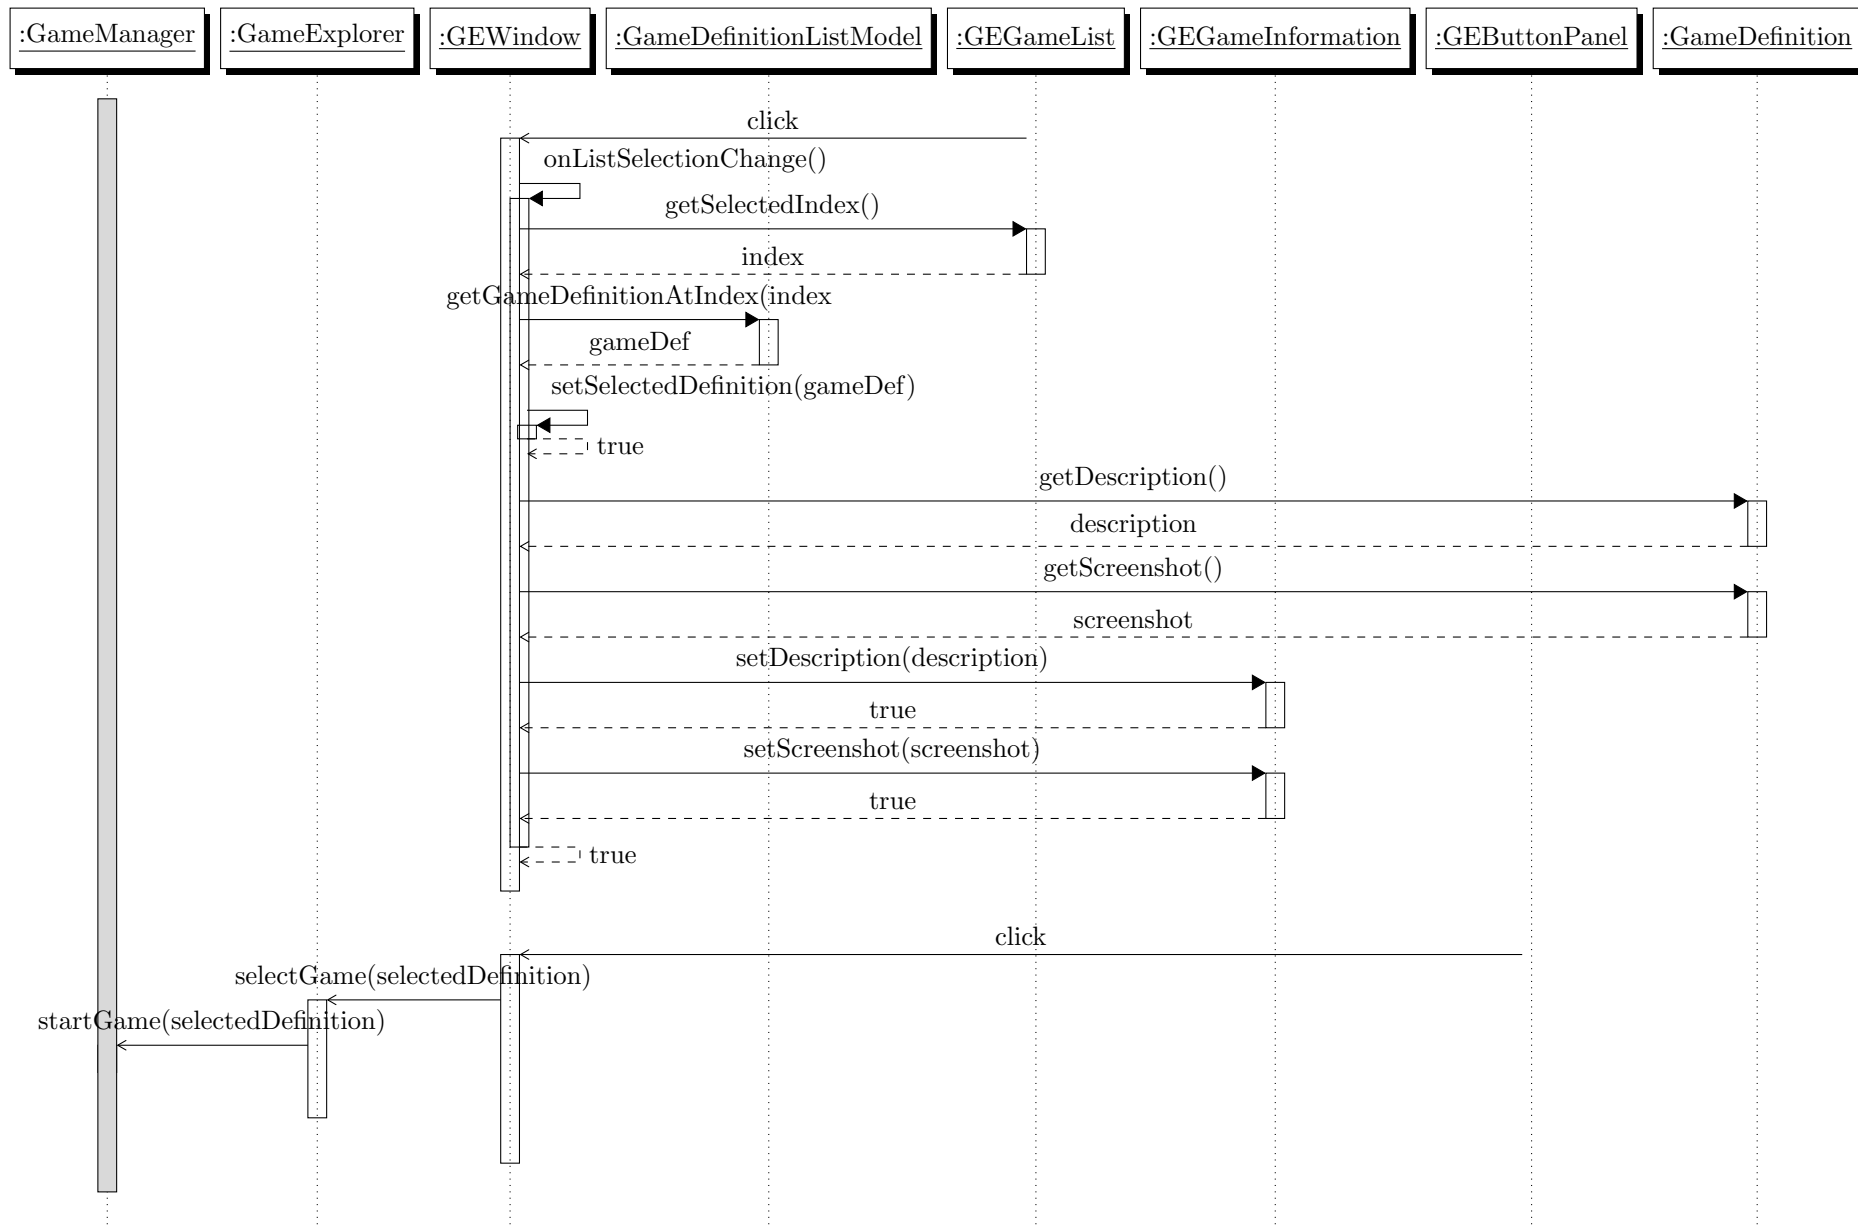 :GameManager
:GameExplorer
:GEWindow
:GameDefinitionListModel
:GEGameList
:GEGameInformation
:GEButtonPanel
:GameDefinition
click
onListSelectionChange()
getSelectedIndex()
index
getGameDefinitionAtIndex(index
gameDef
setSelectedDefinition(gameDef)
true
getDescription()
description
getScreenshot()
screenshot
setDescription(description)
true
setScreenshot(screenshot)
true
true
click
selectGame(selectedDefinition)
startGame(selectedDefinition)